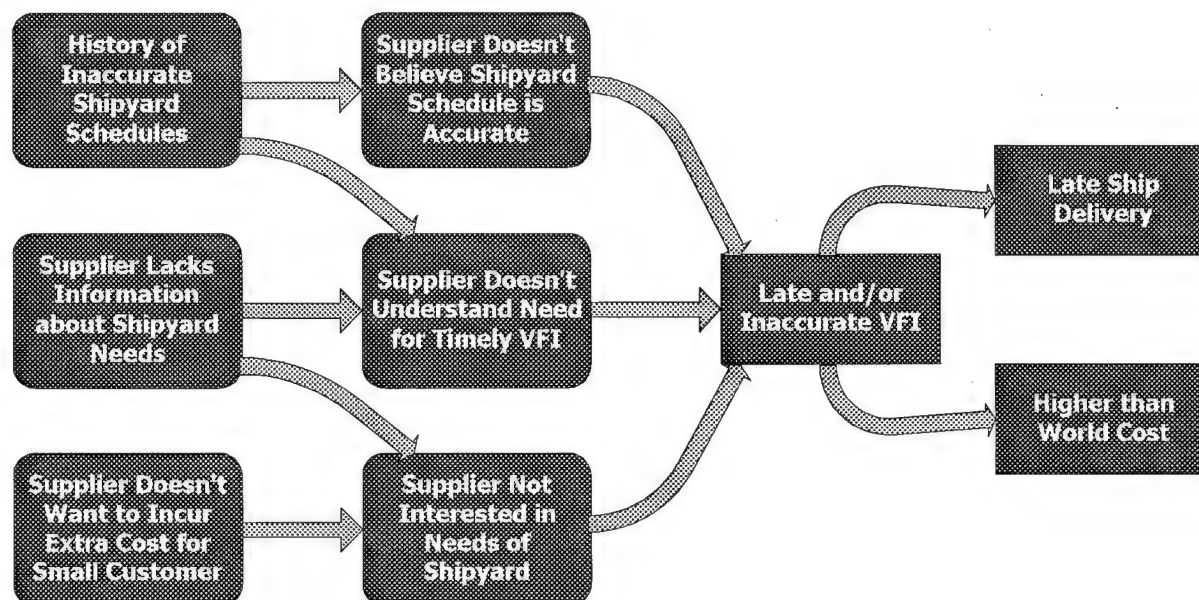 History of
Inaccurate
Shipyard
Schedules
Supplier Doesn't
Believe Shipyard
Schedule is
Accurate
Supplier Lacks
Information
about Shipyard
Needs
Supplier Doesn't
Understand Need
for Timely VFI
Supplier Doesn't
Want to Incur
Extra Cost for
Small Customer
Supplier Not
Interested in
Needs of
Shipyard
Late and/or
Inaccurate VFI
Late Ship
Delivery
Higher than
World Cost